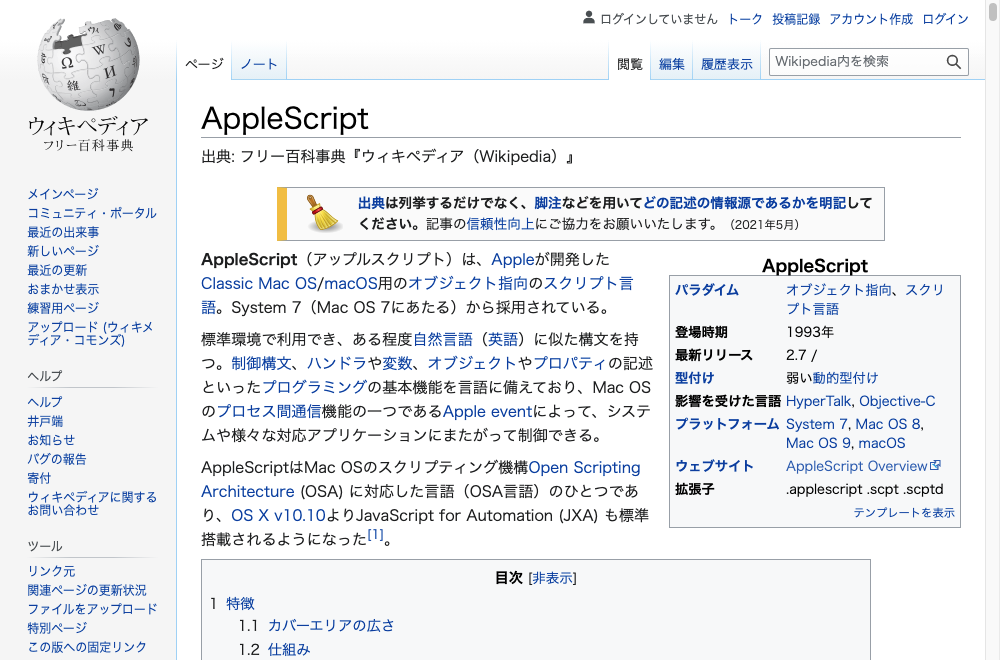 ログインしていません トーク 投稿記録 アカウント作成 ログイン
ページ ノート 閲覧 編集 履歴表示 Wikipedia内を検索
ウィキペディア
フリー百科事典
メインページ
コミュニティ・ポータル
最近の出来事
新しいページ
最近の更新
おまかせ表示
練習用ページ
アップロード (ウィキメ
ディア・コモンズ)
ヘルプ
ヘルプ
井戸端
お知らせ
バグの報告
寄付
ウィキペディアに関する
お問い合わせ
ツール
リンク元
関連ページの更新状況
ファイルをアップロード
特別ページ
この版への固定リンク
AppleScript
出典: フリー百科事典『ウィキペディア（Wikipedia）』
出典は列挙するだけでなく、脚注などを用いてどの記述の情報源であるかを明記して
ください。記事の信頼性向上にご協力をお願いいたします。（2021年5月）
AppleScript（アップルスクリプト）は、Appleが開発した
Classic Mac OS/macOS用のオブジェクト指向のスクリプト言
語。System 7（Mac OS 7にあたる）から採用されている。
標準環境で利用でき、ある程度自然言語（英語）に似た構文を持
つ。制御構文、ハンドラや変数、オブジェクトやプロパティの記述
といったプログラミングの基本機能を言語に備えており、Mac OS
のプロセス間通信機能の一つであるApple eventによって、システ
ムや様々な対応アプリケーションにまたがって制御できる。
AppleScriptはMac OSのスクリプティング機構Open Scripting
Architecture (OSA) に対応した言語（OSA言語）のひとつであ
り、OS X v10.10よりJavaScript for Automation (JXA) も標準
搭載されるようになった[1]。
AppleScript
パラダイム オブジェクト指向、スクリ
プト言語
登場時期 1993年
最新リリース 2.7 /
型付け 弱い動的型付け
影響を受けた言語 HyperTalk, Objective-C
プラットフォーム System 7, Mac OS 8,
Mac OS 9, macOS
ウェブサイト AppleScript Overview
拡張子 .applescript .scpt .scptd
テンプレートを表示
目次 [非表示]
1 特徴
1.1 カバーエリアの広さ
1.2 仕組み